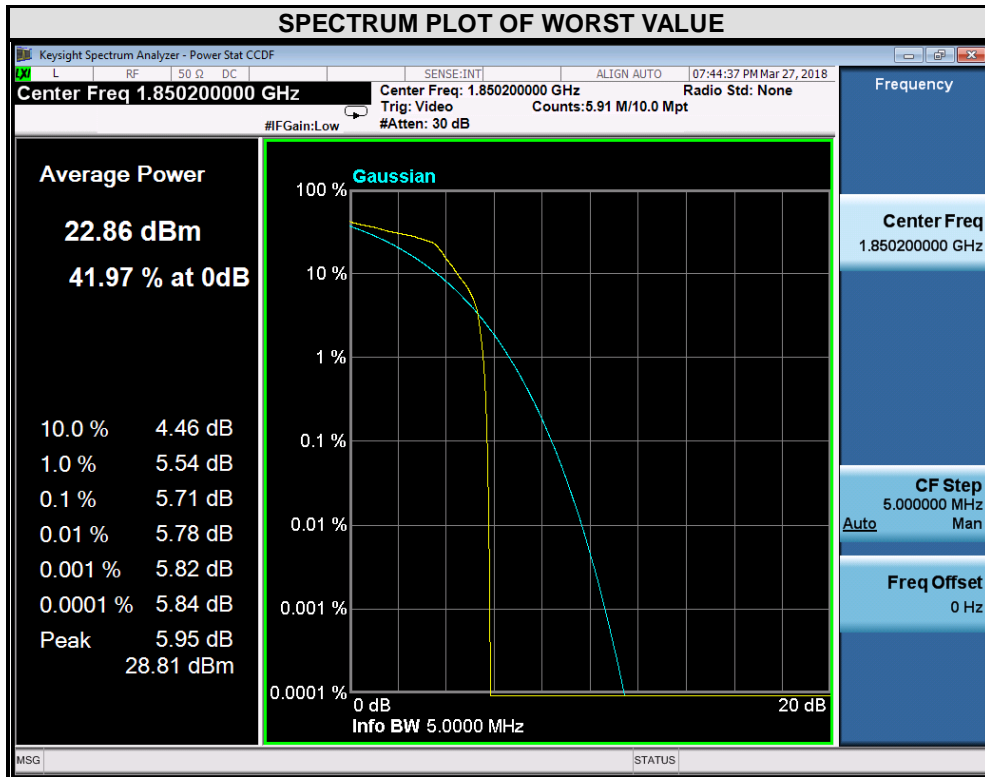 SPECTRUM PLOT OF WORST VALUE
Keysight Spectrum Analyzer - Power Stat CCDF
LXI L RF 50 Ω DC SENSE:INT ALIGN AUTO 07:44:37 PM Mar 27, 2018
Center Freq 1.850200000 GHz
Center Freq: 1.850200000 GHz Radio Std: None
Trig: Video Counts:5.91 M/10.0 Mpt
#IFGain:Low #Atten: 30 dB
Average Power
22.86 dBm
41.97 % at 0dB
10.0 % 4.46 dB
1.0 % 5.54 dB
0.1 % 5.71 dB
0.01 % 5.78 dB
0.001 % 5.82 dB
0.0001 % 5.84 dB
Peak 5.95 dB
28.81 dBm
Gaussian
100 %
10 %
1 %
0.1 %
0.01 %
0.001 %
0.0001 %
0 dB 20 dB
Info BW 5.0000 MHz
Frequency
Center Freq
1.850200000 GHz
CF Step
5.000000 MHz
Auto Man
Freq Offset
0 Hz
MSG STATUS